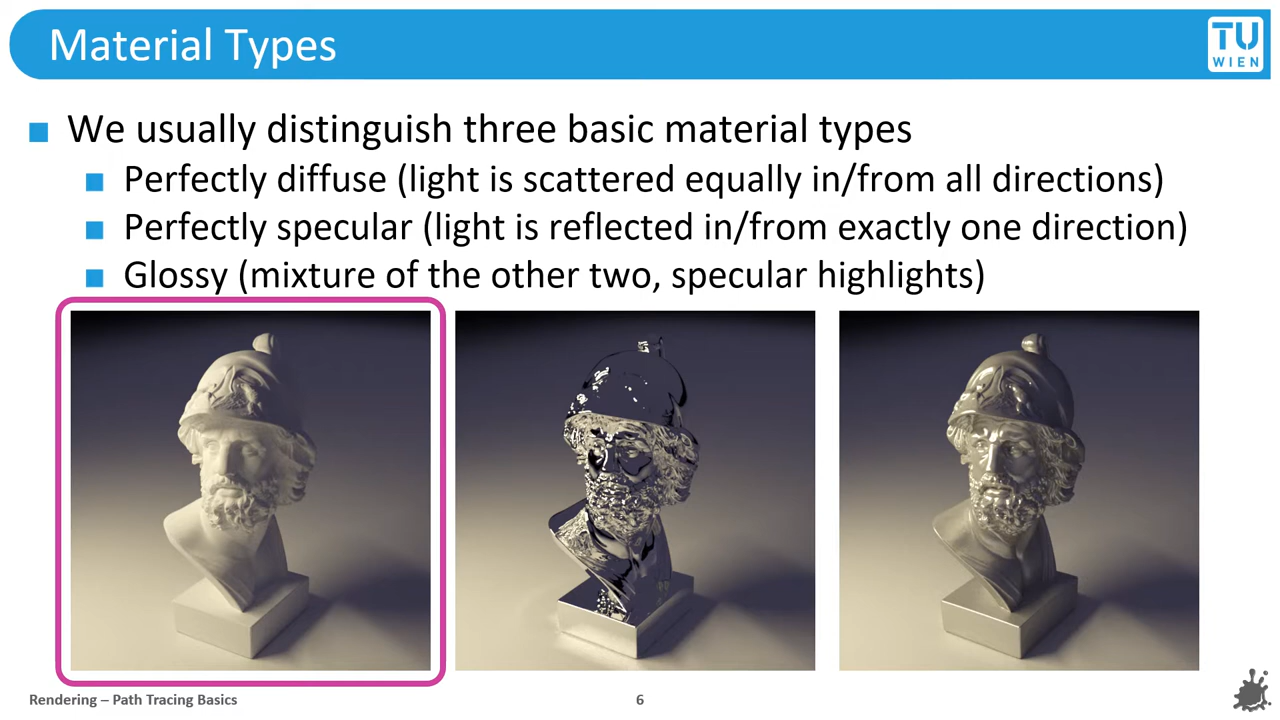 Material Types
TU
WIEN
We usually distinguish three basic material types
Perfectly diffuse (light is scattered equally in/from all directions)
Perfectly specular (light is reflected in/from exactly one direction)
Glossy (mixture of the other two, specular highlights)
Rendering – Path Tracing Basics
6